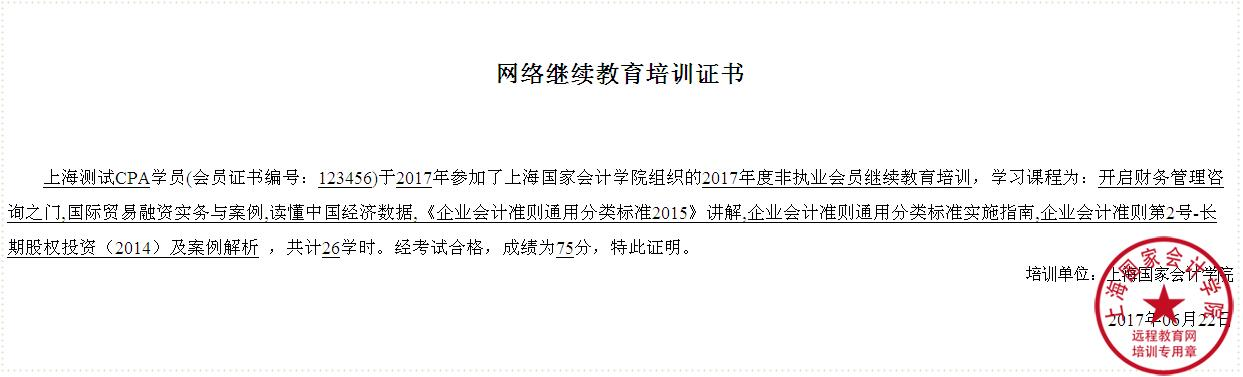 网络继续教育培训证书
上海测试CPA学员(会员证书编号：123456)于2017年参加了上海国家会计学院组织的2017年度非执业会员继续教育培训，学习课程为：开启财务管理咨
询之门,国际贸易融资实务与案例,读懂中国经济数据,《企业会计准则通用分类标准2015》讲解,企业会计准则通用分类标准实施指南,企业会计准则第2号-长
期股权投资（2014）及案例解析 ，共计26学时。经考试合格，成绩为75分，特此证明。
培训单位：上海国家会计学院
2017年06月22日
上海国家会计学院
远程教育网
培训专用章